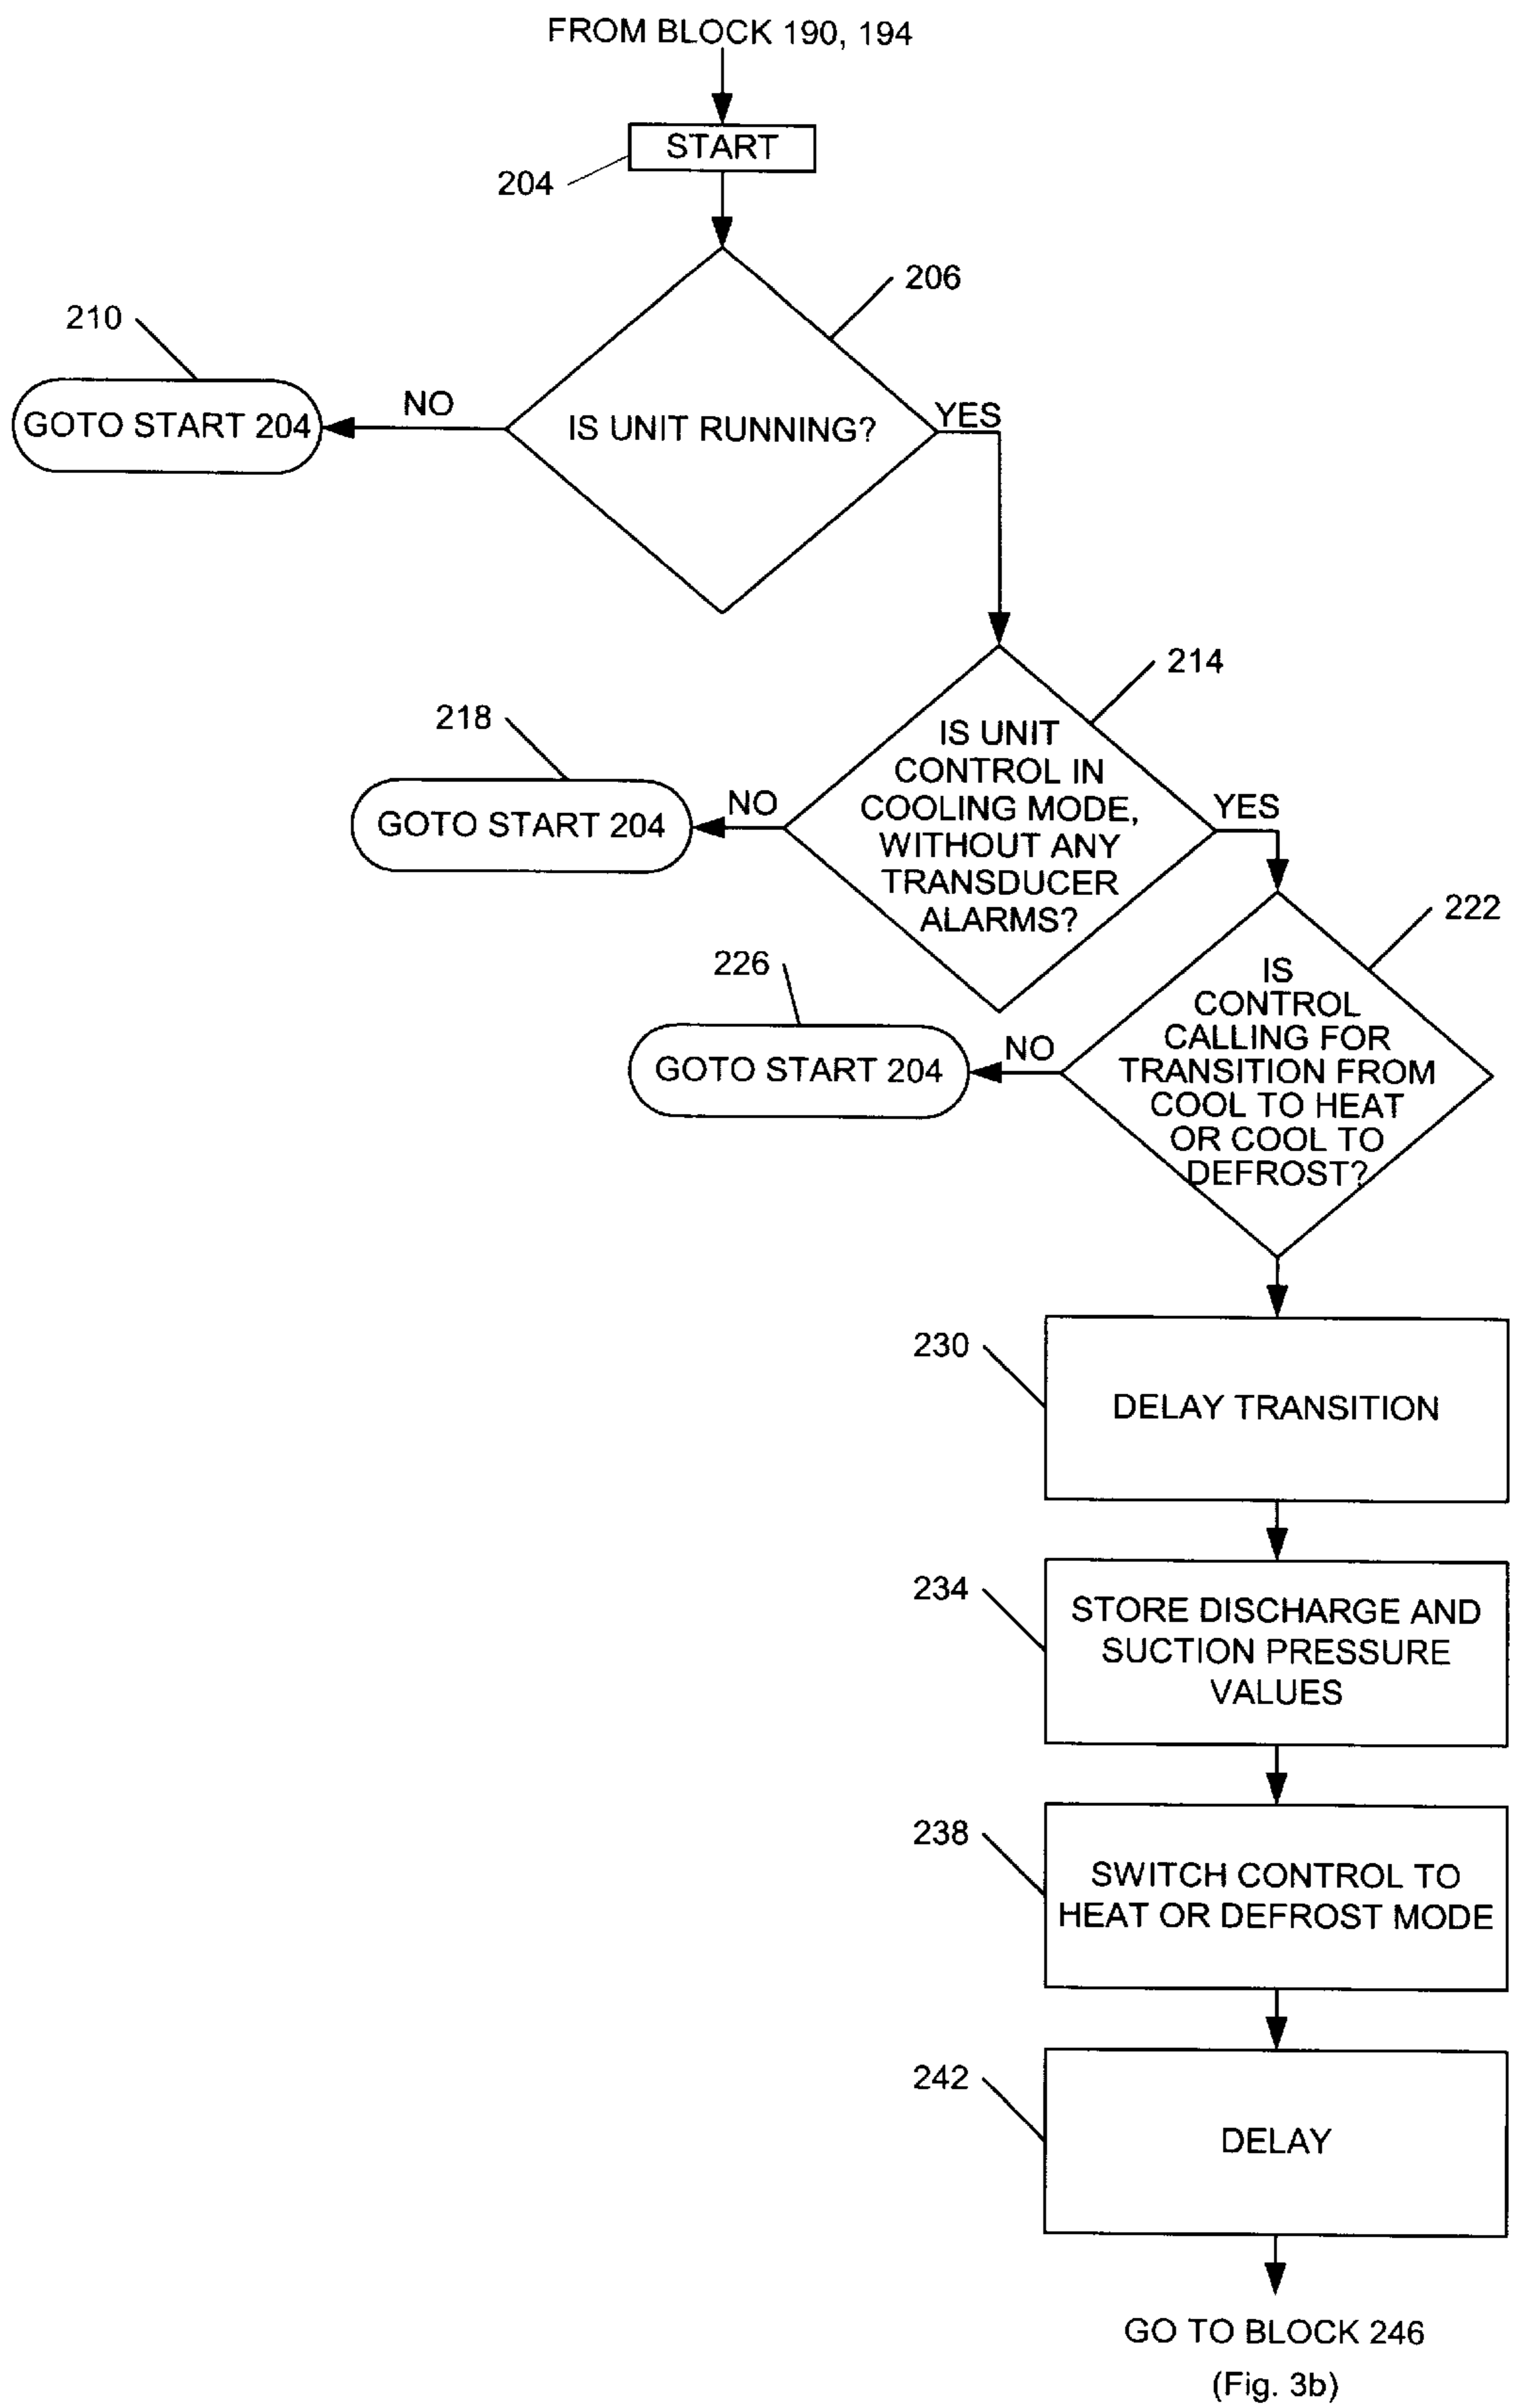 FROM BLOCK 190, 194
START
204
206
210
GOTO START 204
NO
IS UNIT RUNNING?
YES
214
218
GOTO START 204
NO
IS UNIT
CONTROL IN
COOLING MODE,
WITHOUT ANY
TRANSDUCER
ALARMS?
YES
222
226
GOTO START 204
NO
IS
CONTROL
CALLING FOR
TRANSITION FROM
COOL TO HEAT
OR COOL TO
DEFROST?
230
DELAY TRANSITION
234
STORE DISCHARGE AND
SUCTION PRESSURE
VALUES
238
SWITCH CONTROL TO
HEAT OR DEFROST MODE
242
DELAY
GO TO BLOCK 246
(Fig. 3b)